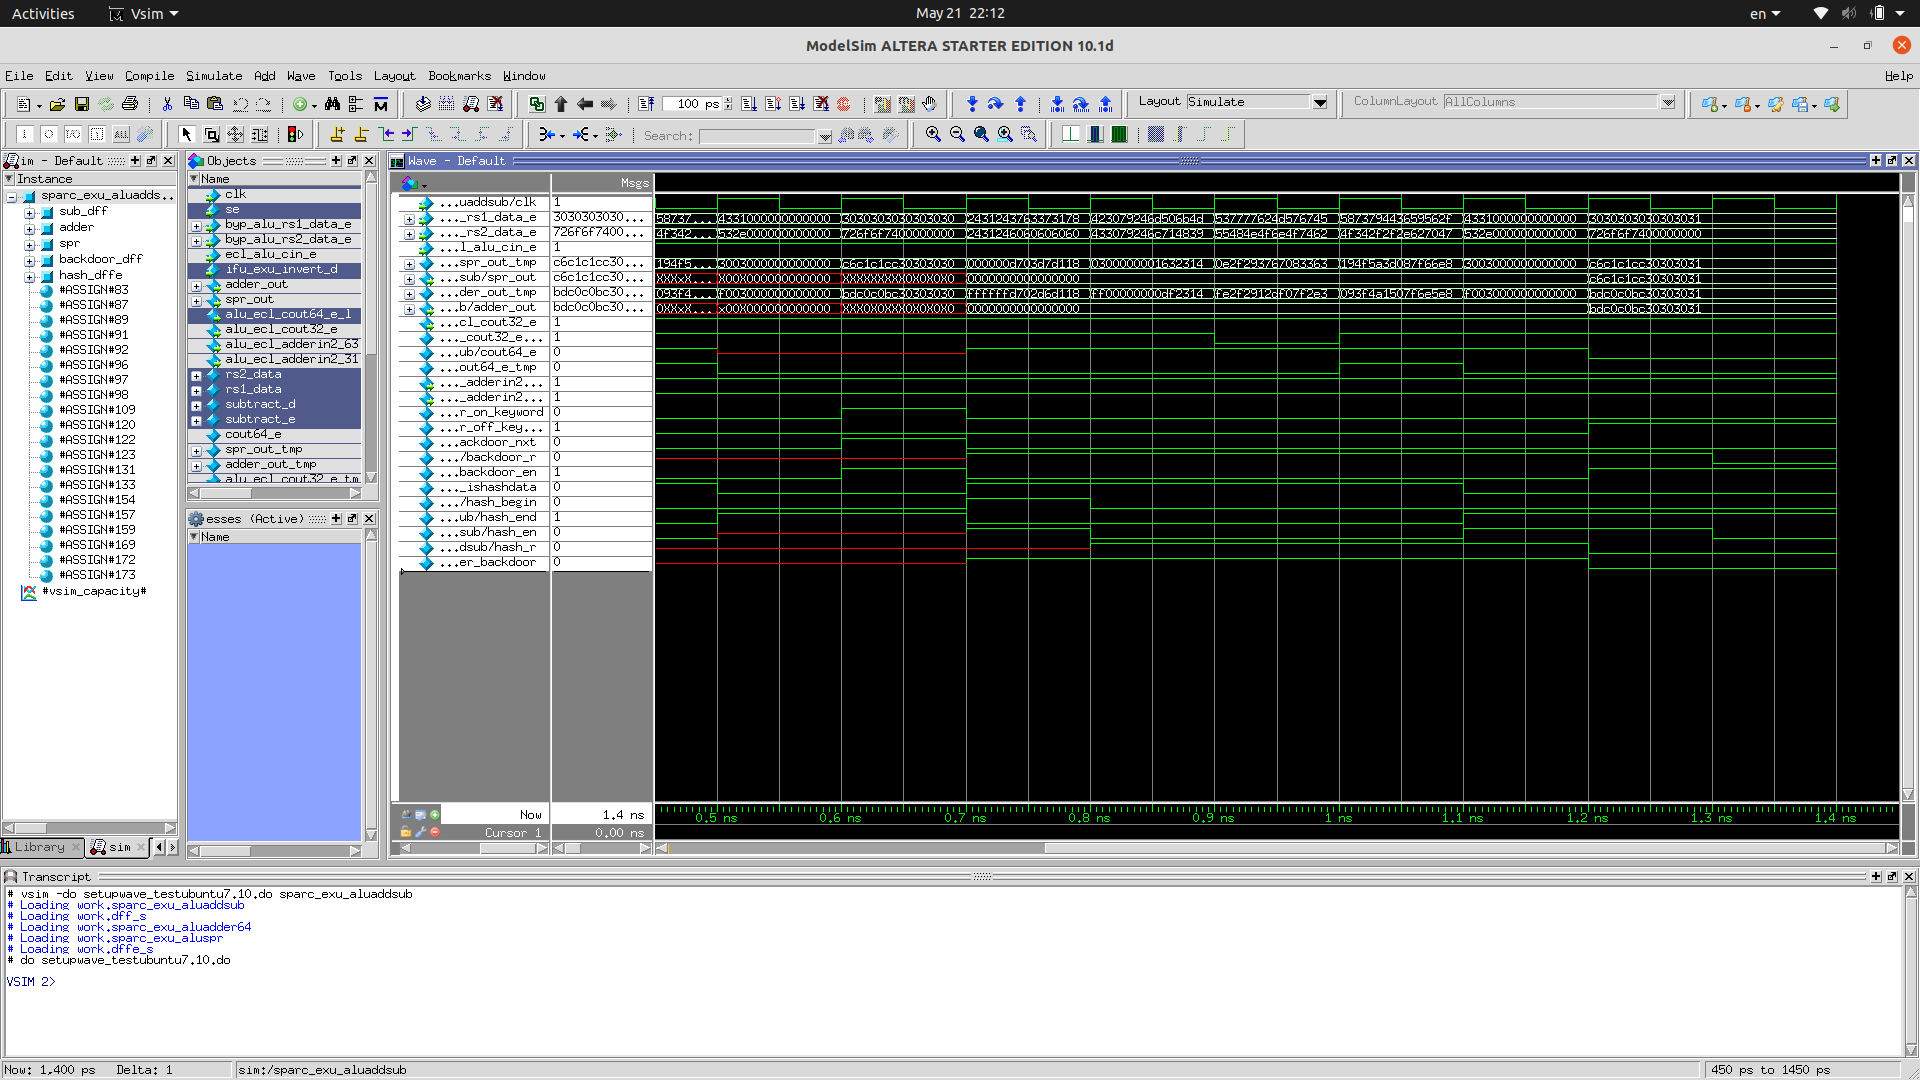 Activities
Vsim
May 21 22:12
en
ModelSim ALTERA STARTER EDITION 10.1d
File Edit View Compile Simulate Add Wave Tools Layout Bookmarks Window Help
100 ps
Layout Simulate
ColumnLayout AllColumns
Search:
im - Default
Instance
sparc_exu_aluadds..
sub_dff
adder
spr
backdoor_dff
hash_dffe
#ASSIGN#83
#ASSIGN#87
#ASSIGN#89
#ASSIGN#91
#ASSIGN#92
#ASSIGN#96
#ASSIGN#97
#ASSIGN#98
#ASSIGN#109
#ASSIGN#120
#ASSIGN#122
#ASSIGN#123
#ASSIGN#131
#ASSIGN#133
#ASSIGN#154
#ASSIGN#157
#ASSIGN#159
#ASSIGN#169
#ASSIGN#172
#ASSIGN#173
#vsim_capacity#
Library
sim
Objects
Name
clk
se
byp_alu_rs1_data_e
byp_alu_rs2_data_e
ecl_alu_cin_e
ifu_exu_invert_d
adder_out
spr_out
alu_ecl_cout64_e_l
alu_ecl_cout32_e
alu_ecl_adderin2_63
alu_ecl_adderin2_31
rs2_data
rs1_data
subtract_d
subtract_e
cout64_e
spr_out_tmp
adder_out_tmp
alu_ecl_cout32_e_tm
esses (Active)
Name
Wave - Default
Msgs
...uaddsub/clk 1
..._rs1_data_e 3030303030... 58737... 4331000000000000 3030303030303030 2431243763373178 423079246d506b4d 537777624d576745 587379443659562f 4331000000000000 3030303030303031
..._rs2_data_e 726f6f7400... 4f342... 532e000000000000 726f6f7400000000 2431246060606060 433079246c714839 55484e4f6e4f7462 4f342f2f2e627047 532e000000000000 726f6f7400000000
...l_alu_cin_e 1
...spr_out_tmp c6c1c1cc30... 194f5... 3003000000000000 c6c1c1cc30303030 000000d703d7d118 0300000001632314 0e2f293767083363 194f5a3d087f66e8 3003000000000000 c6c1c1cc30303031
...sub/spr_out c6c1c1cc30... XXXxX... X00X000000000000 XXXXXXXX0X0X0X0X 0000000000000000 c6c1c1cc30303031
...der_out_tmp bdc0c0bc30... 093f4... f003000000000000 bdc0c0bc30303030 ffffffd702d6d118 ff00000000df2314 fe2f2912cf07f2e3 093f4a1507f6e5e8 f003000000000000 bdc0c0bc30303031
...b/adder_out bdc0c0bc30... 0XXxX... x00X000000000000 XXX0X0XXX0X0X0X0 0000000000000000 bdc0c0bc30303031
...cl_cout32_e 1
..._cout32_e... 1
...ub/cout64_e 0
...out64_e_tmp 0
..._adderin2... 1
..._adderin2... 1
...r_on_keyword 0
...r_off_key... 1
...ackdoor_nxt 0
.../backdoor_r 0
...backdoor_en 1
..._ishashdata 0
.../hash_begin 0
...ub/hash_end 1
...sub/hash_en 0
...dsub/hash_r 0
...er_backdoor 0
Now 1.4 ns
Cursor 1 0.00 ns
0.5 ns 0.6 ns 0.7 ns 0.8 ns 0.9 ns 1 ns 1.1 ns 1.2 ns 1.3 ns 1.4 ns
Transcript
# vsim -do setupwave_testubuntu7.10.do sparc_exu_aluaddsub
# Loading work.sparc_exu_aluaddsub
# Loading work.dff_s
# Loading work.sparc_exu_aluadder64
# Loading work.sparc_exu_aluspr
# Loading work.dffe_s
# do setupwave_testubuntu7.10.do
VSIM 2>
Now: 1,400 ps Delta: 1
sim:/sparc_exu_aluaddsub
450 ps to 1450 ps